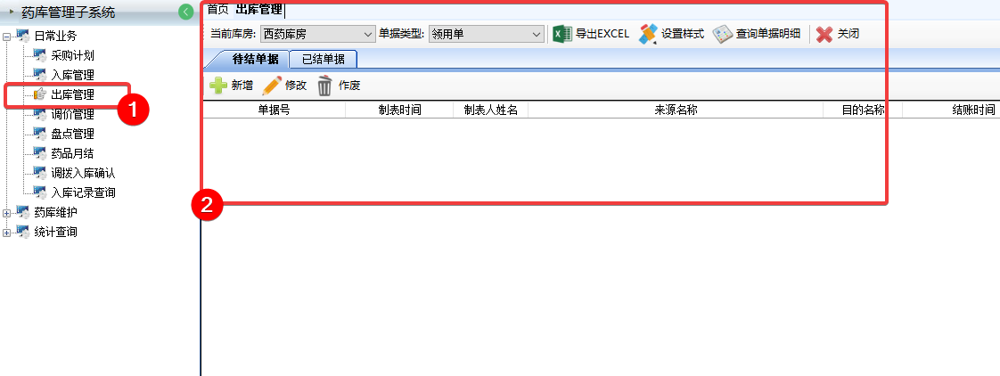 药库管理子系统
日常业务
采购计划
入库管理
出库管理
1
调价管理
盘点管理
药品月结
调拨入库确认
入库记录查询
药库维护
统计查询
首页 出库管理
当前库房: 西药库房 单据类型: 领用单 导出EXCEL 设置样式 查询单据明细 关闭
待结单据 已结单据
新增 修改 作废
单据号 制表时间 制表人姓名 来源名称 目的名称 结账时间
2